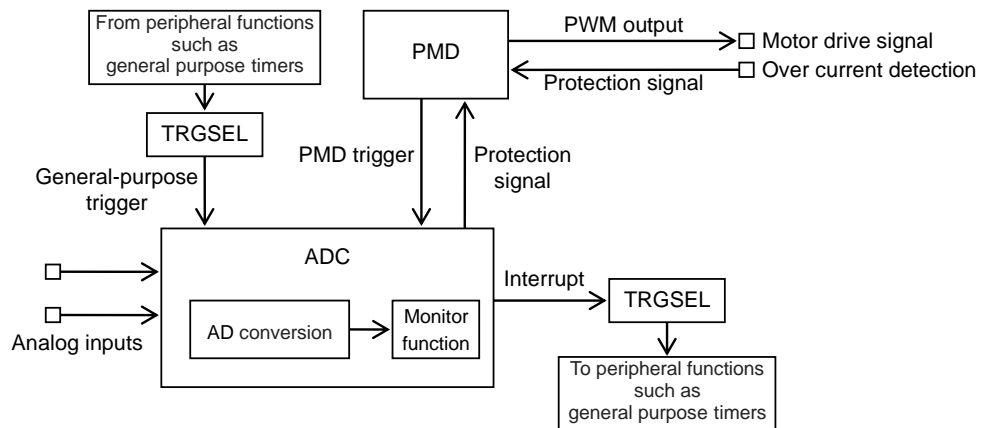 From peripheral functions
such as
general purpose timers
TRGSEL
General-purpose
trigger
PMD
PWM output
Motor drive signal
Protection signal
Over current detection
PMD trigger
Protection
signal
ADC
AD conversion
Monitor
function
Analog inputs
Interrupt
TRGSEL
To peripheral functions
such as
general purpose timers